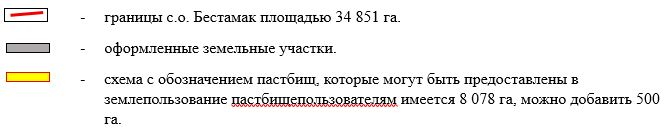 - границы с.о. Бестамак площадью 34 851 га.
- оформленные земельные участки.
- схема с обозначением пастбищ, которые могут быть предоставлены в
землепользование пастбищепользователям имеется 8 078 га, можно добавить 500
га.